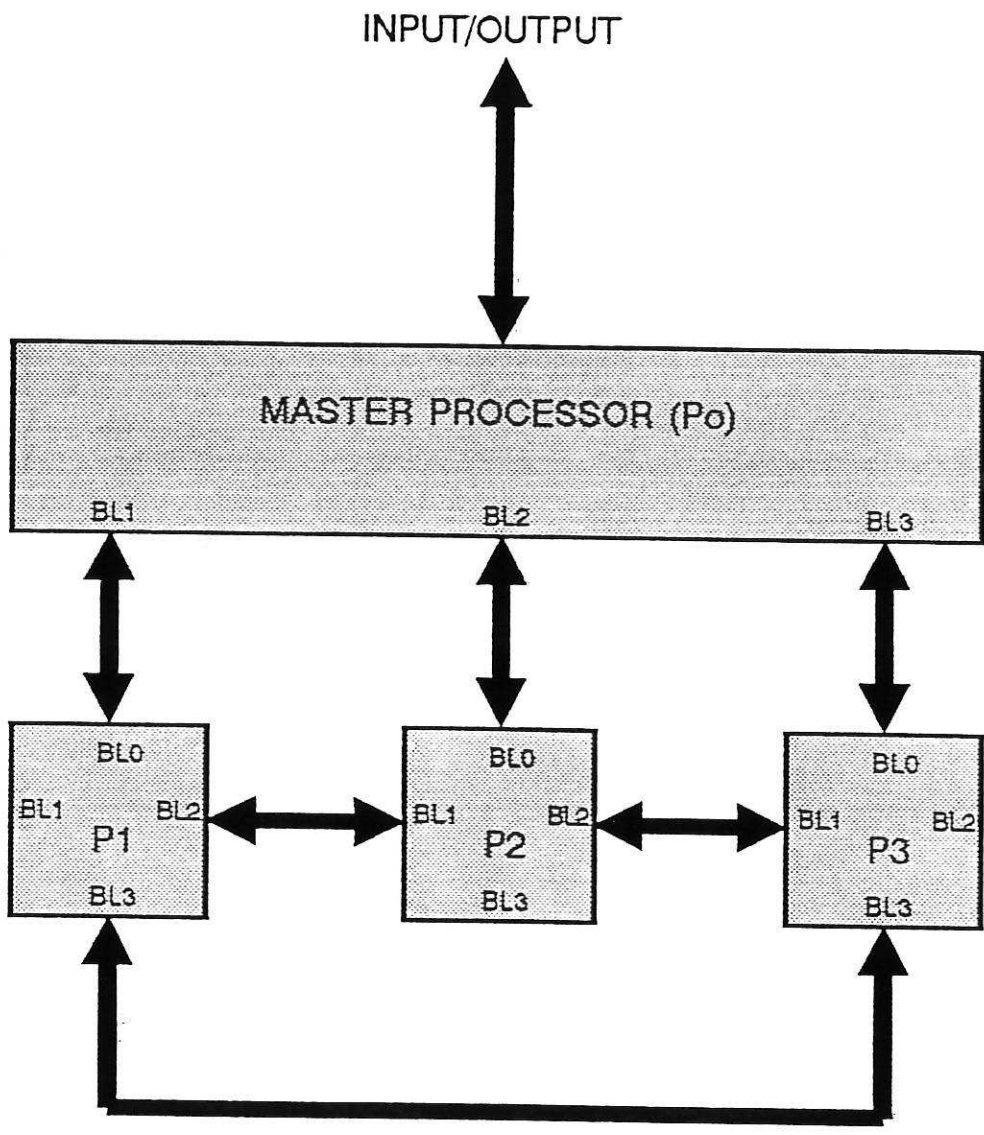 INPUT/OUTPUT
MASTER PROCESSOR (Po)
BL1 BL2 BL3
BL0 BL0 BL0
BL1 BL2 BL1 BL2 BL1 BL2
P1 P2 P3
BL3 BL3 BL3